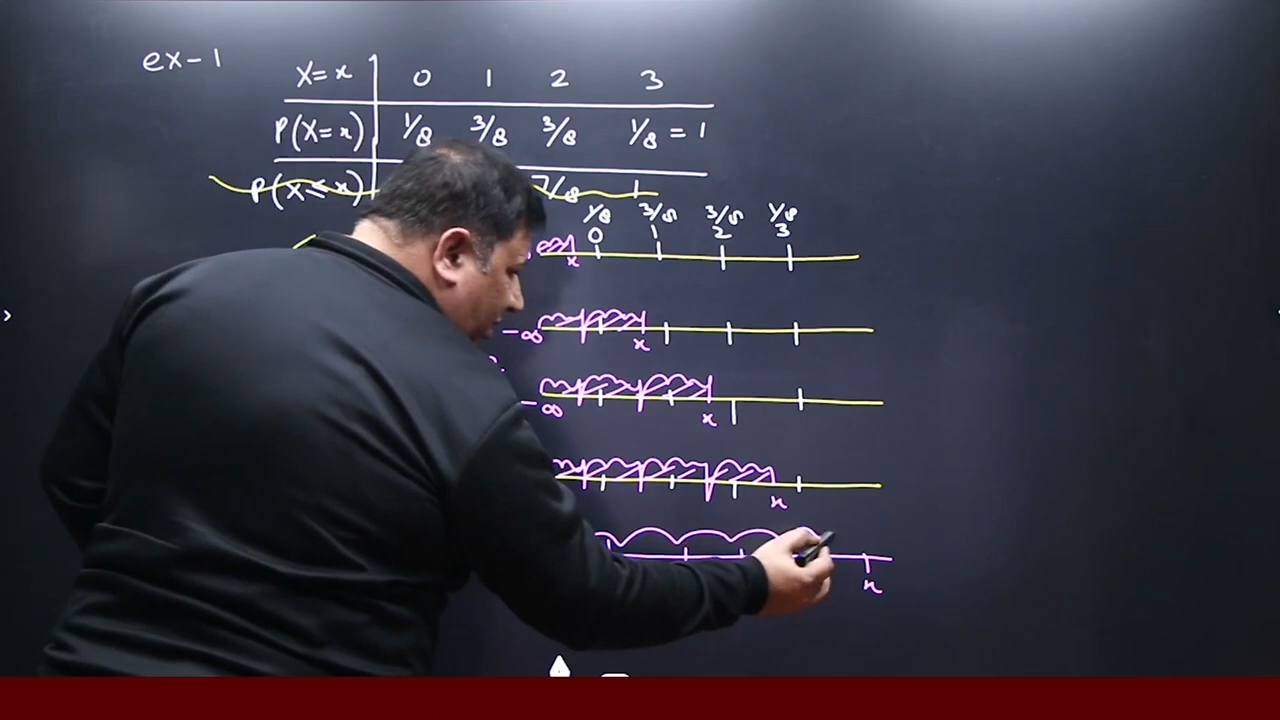 ex-1
X=x 0 1 2 3
P(X=x) 1/8 3/8 3/8 1/8 = 1
P(X≤x) 7/8 1
1/8 3/8 3/8 1/8
0 1 2 3
x
-∞ x
-∞ x
x
x